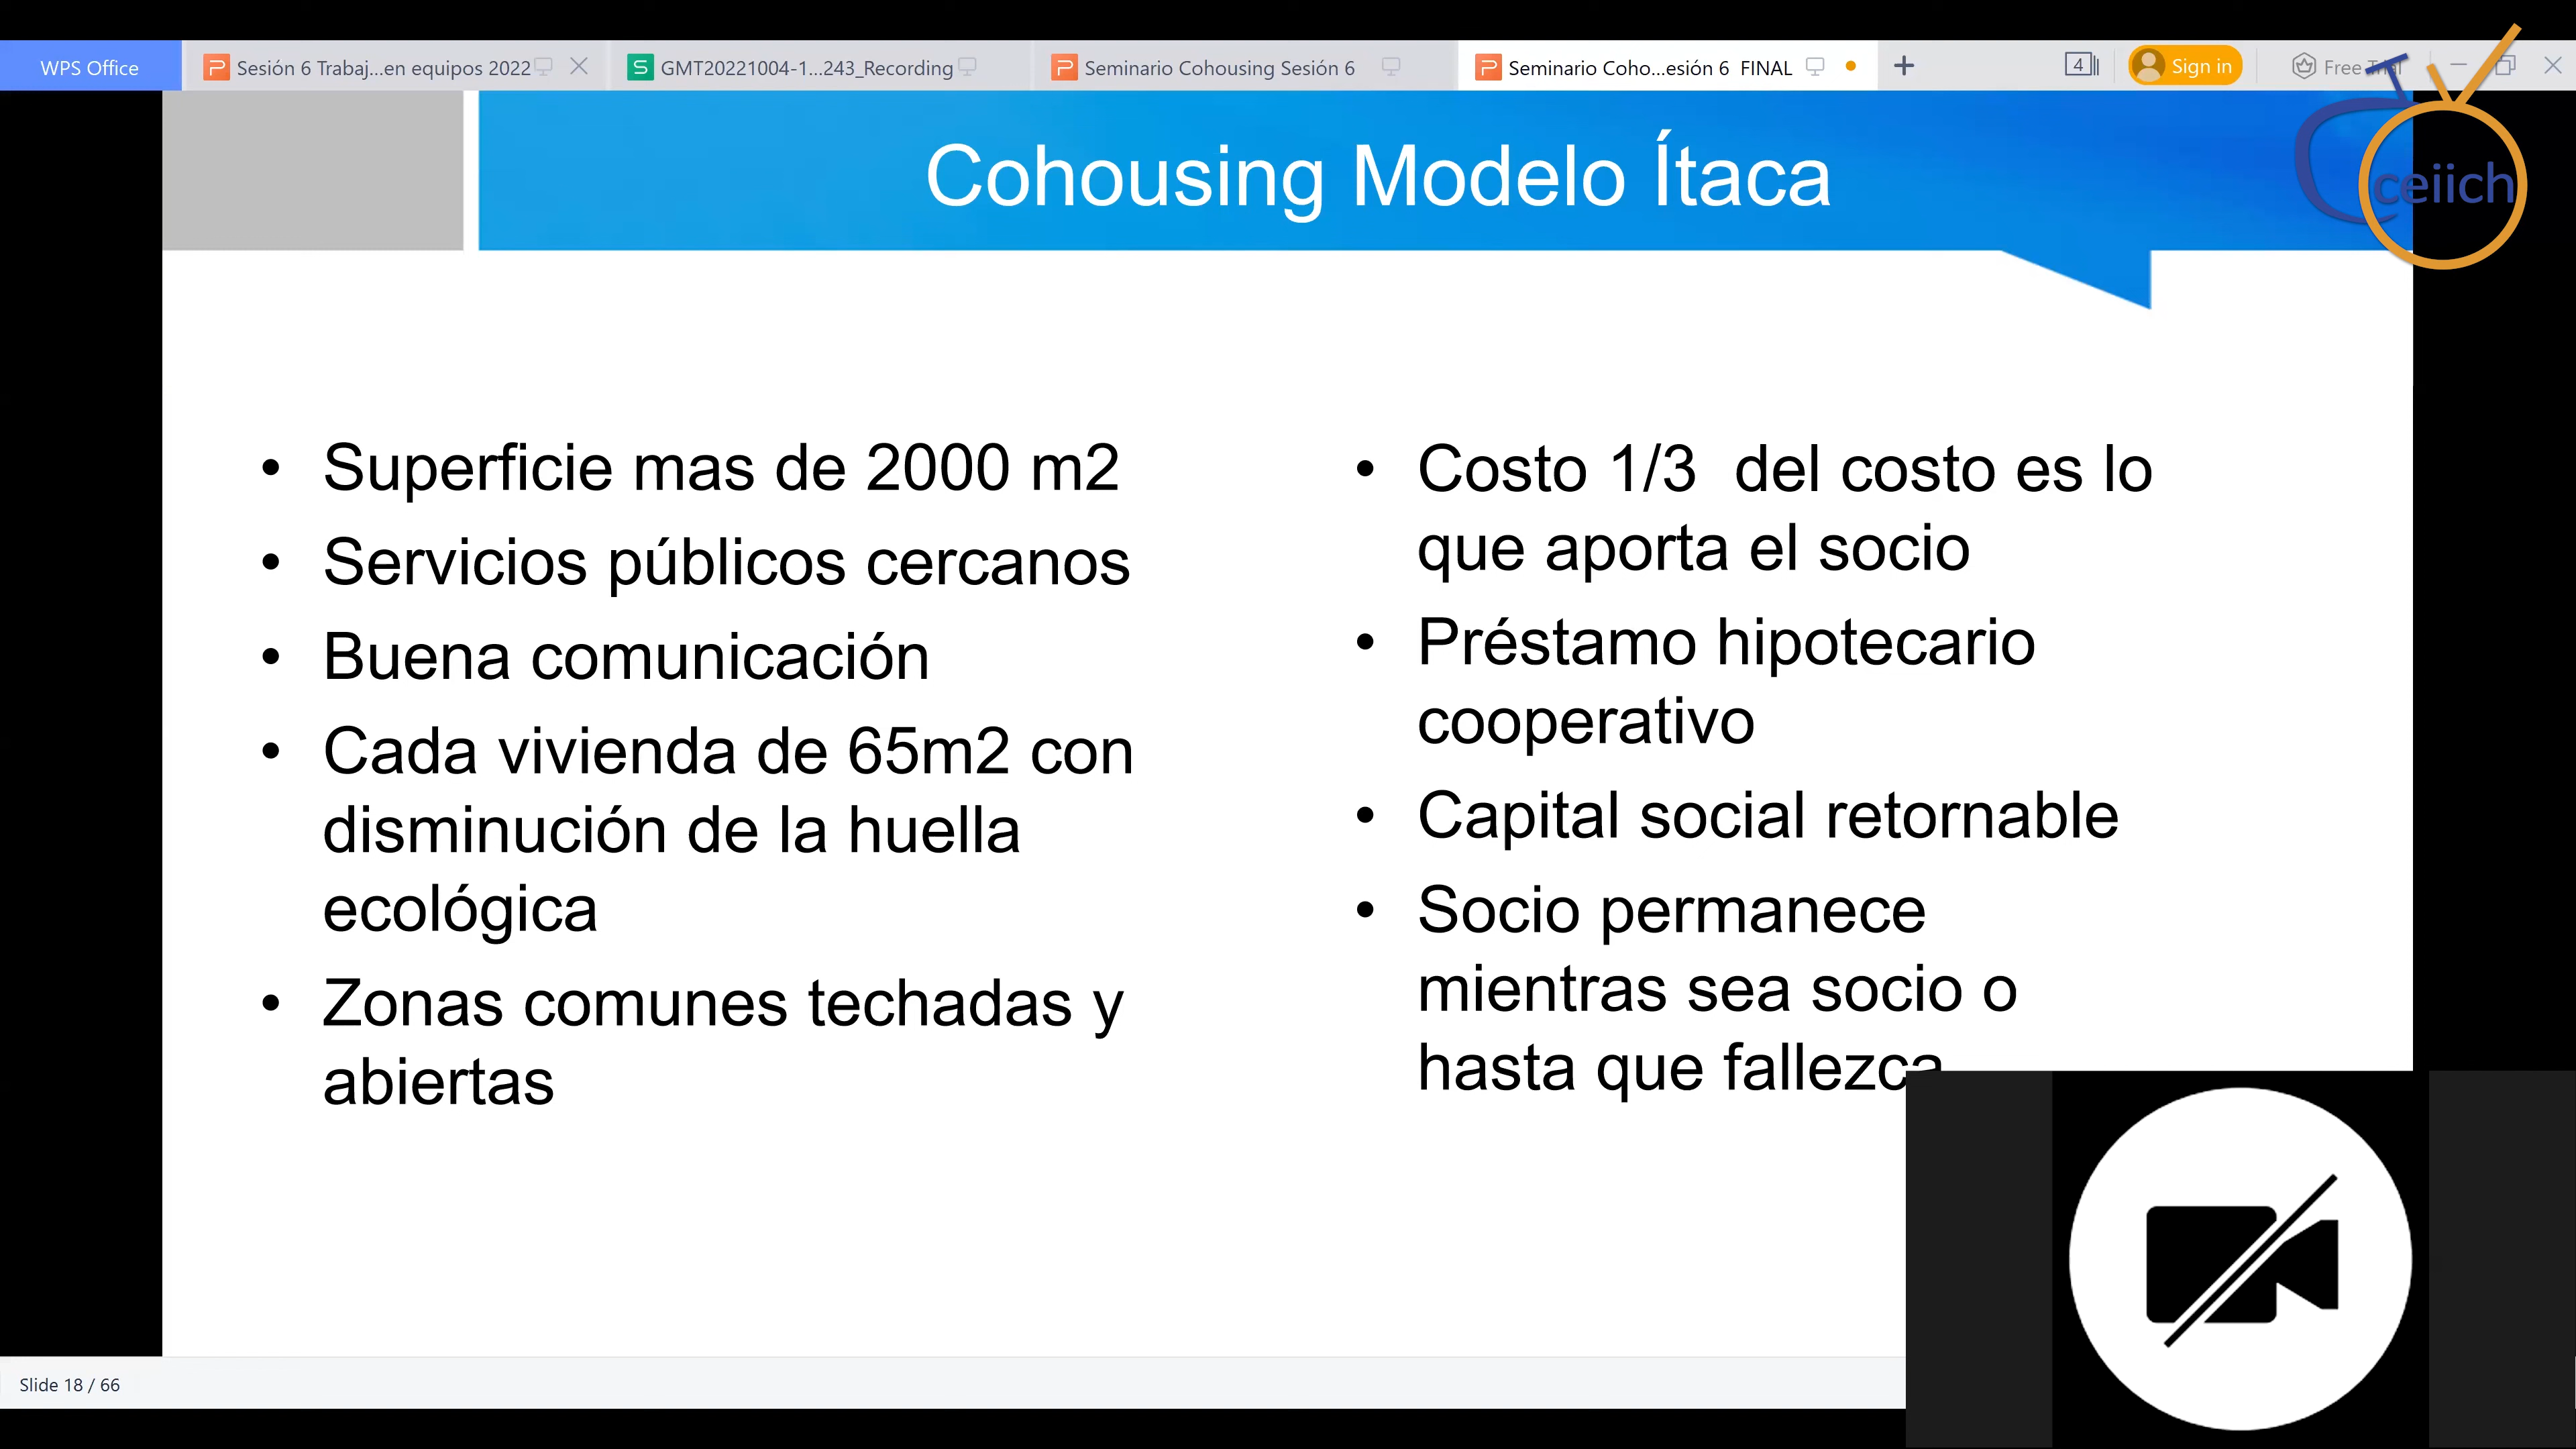 WPS Office
Sesión 6 Trabaj...en equipos 2022
GMT20221004-1...243_Recording
Seminario Cohousing Sesión 6
Seminario Coho...esión 6 FINAL
4
Sign in
Free Trial
ceiich
Cohousing Modelo Ítaca
• Superficie mas de 2000 m2
• Servicios públicos cercanos
• Buena comunicación
• Cada vivienda de 65m2 con
disminución de la huella
ecológica
• Zonas comunes techadas y
abiertas
• Costo 1/3 del costo es lo
que aporta el socio
• Préstamo hipotecario
cooperativo
• Capital social retornable
• Socio permanece
mientras sea socio o
hasta que fallezca
Slide 18 / 66